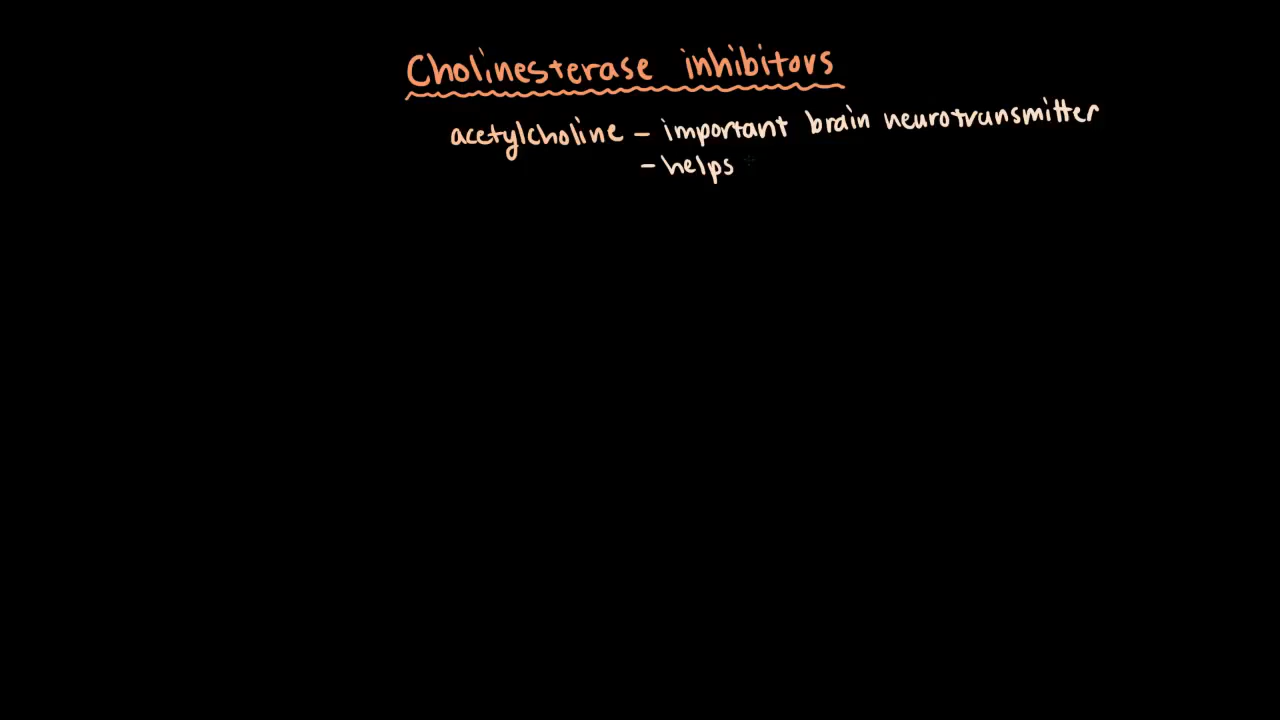 Cholinesterase inhibitors
acetylcholine – important brain neurotransmitter
– helps